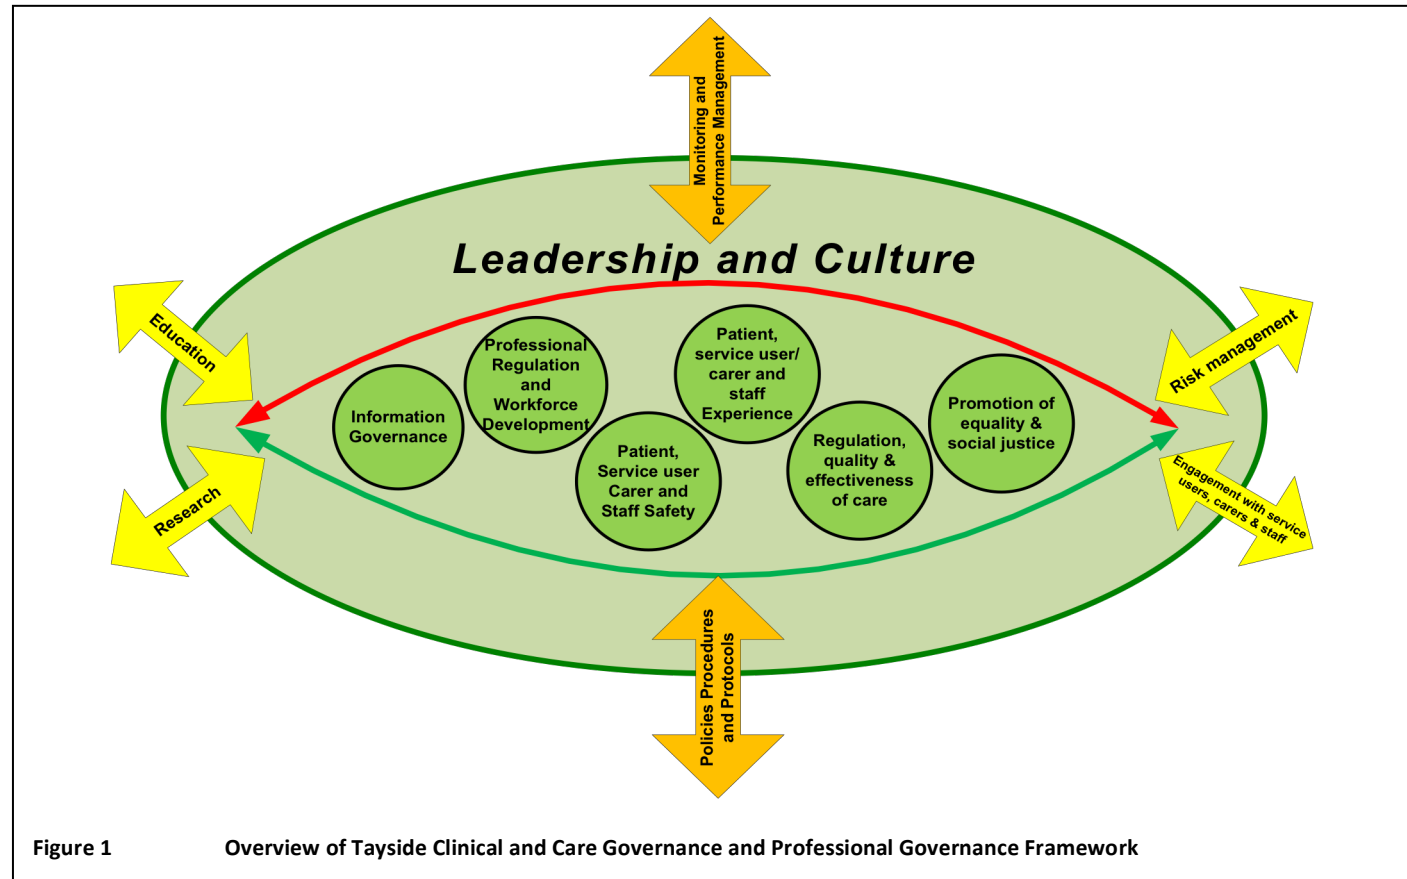 Monitoring and
Performance Management
Leadership and Culture
Education
Research
Information
Governance
Professional
Regulation
and
Workforce
Development
Patient,
Service user
Carer and
Staff Safety
Patient,
service user/
carer and
staff
Experience
Regulation,
quality &
effectiveness
of care
Promotion of
equality &
social justice
Risk management
Engagement with service
users, carers & staff
Policies Procedures
and Protocols
Figure 1 Overview of Tayside Clinical and Care Governance and Professional Governance Framework